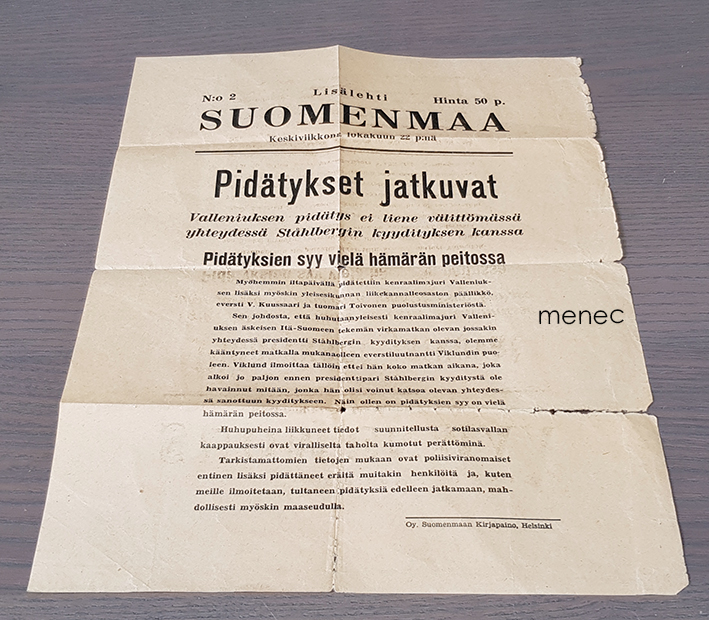 N:o 2 Lisälehti Hinta 50 p.
SUOMENMAA
Keskiviikkona lokakuun 22 p:nä
Pidätykset jatkuvat
Valleniuksen pidätys ei liene välittömässä
yhteydessä Ståhlbergin kyydityksen kanssa
Pidätyksien syy vielä hämärän peitossa
Myöhemmin iltapäivällä pidätettiin kenraalimajuri Valleniuk-
sen lisäksi myöskin yleisesikunnan liikekannalleosaston päällikkö,
eversti V. Kuussaari ja tuomari Toivonen puolustusministeriöstä.
Sen johdosta, että huhutaan yleisesti kenraalimajuri Valleni-
uksen äskeisen Itä-Suomeen tekemän virkamatkan olevan jossakin
yhteydessä presidentti Ståhlbergin kyydityksen kanssa, olemme
kääntyneet matkalla mukana olleen everstiluutnantti Viklundin puo-
leen. Viklund ilmoittaa tällöin ettei hän koko matkan aikana, joka
alkoi jo paljon ennen presidenttipari Ståhlbergin kyyditystä ole
havainnut mitään, jonka hän olisi voinut katsoa olevan yhteydes-
sä sanottuun kyyditykseen. Näin ollen on pidätyksien syy on vielä
hämärän peitossa.
Huhupuheina liikkuneet tiedot suunnitellusta sotilasvallan
kaappauksesti ovat viralliselta taholta kumotut perättöminä.
Tarkistamattomien tietojen mukaan ovat poliisiviranomaiset
entinen lisäksi pidättäneet eräitä muitakin henkilöitä ja, kuten
meille ilmoitetaan, tultaneen pidätyksiä edelleen jatkamaan, mah-
dollisesti myöskin maaseudulla.
Oy. Suomenmaan Kirjapaino, Helsinki
menec